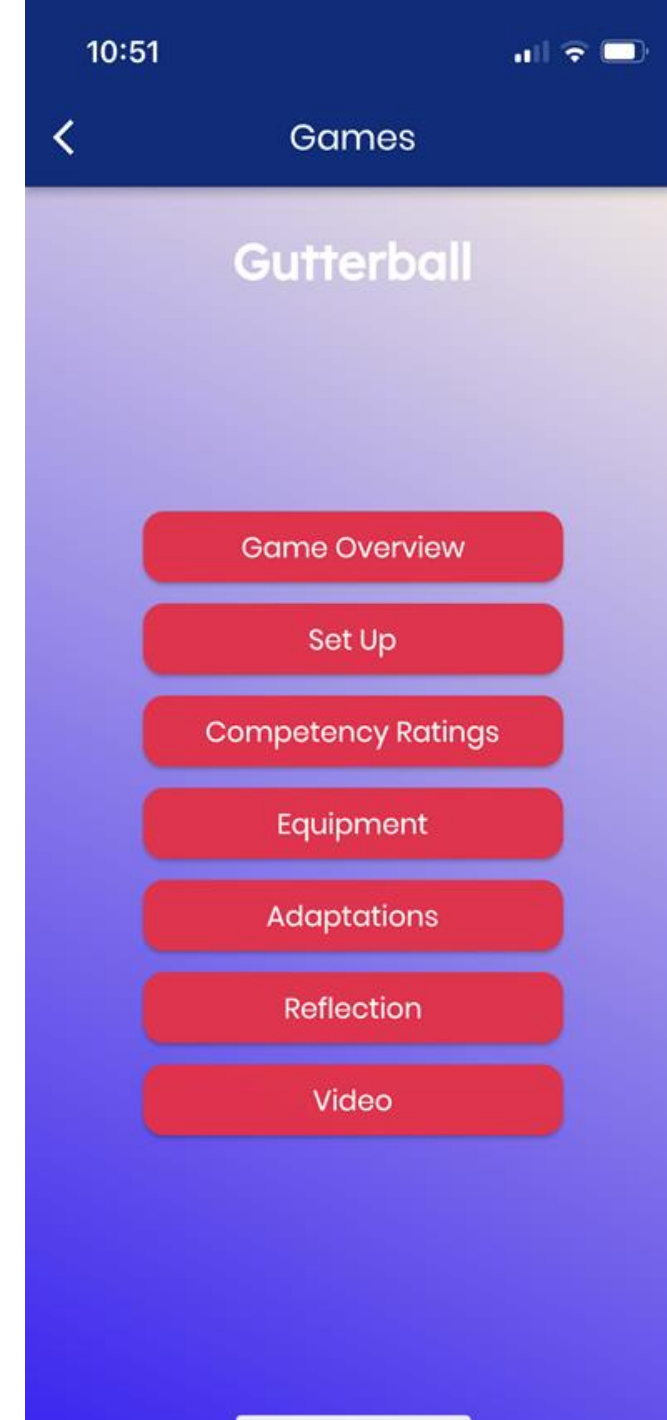 10:51
Games
Gutterball
Game Overview
Set Up
Competency Ratings
Equipment
Adaptations
Reflection
Video